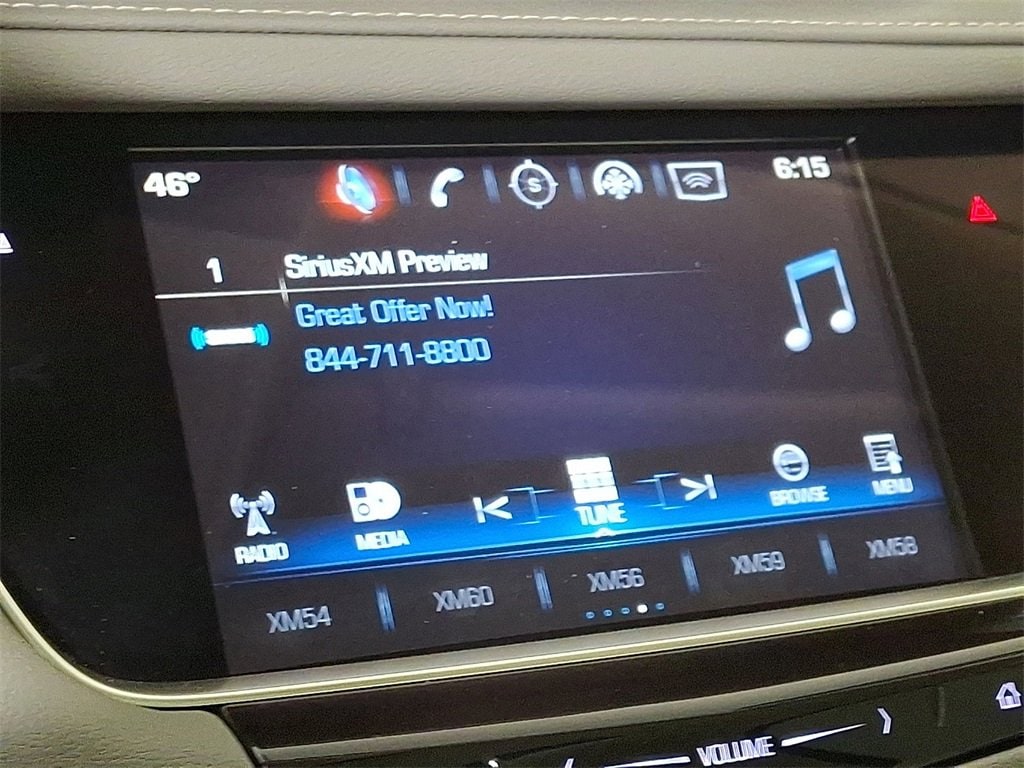 46° S 6:15
1 SiriusXM Preview
Great Offer Now!
844-711-8800
RADIO MEDIA TUNE BROWSE MENU
XM54 XM60 XM56 XM59 XM58
VOLUME